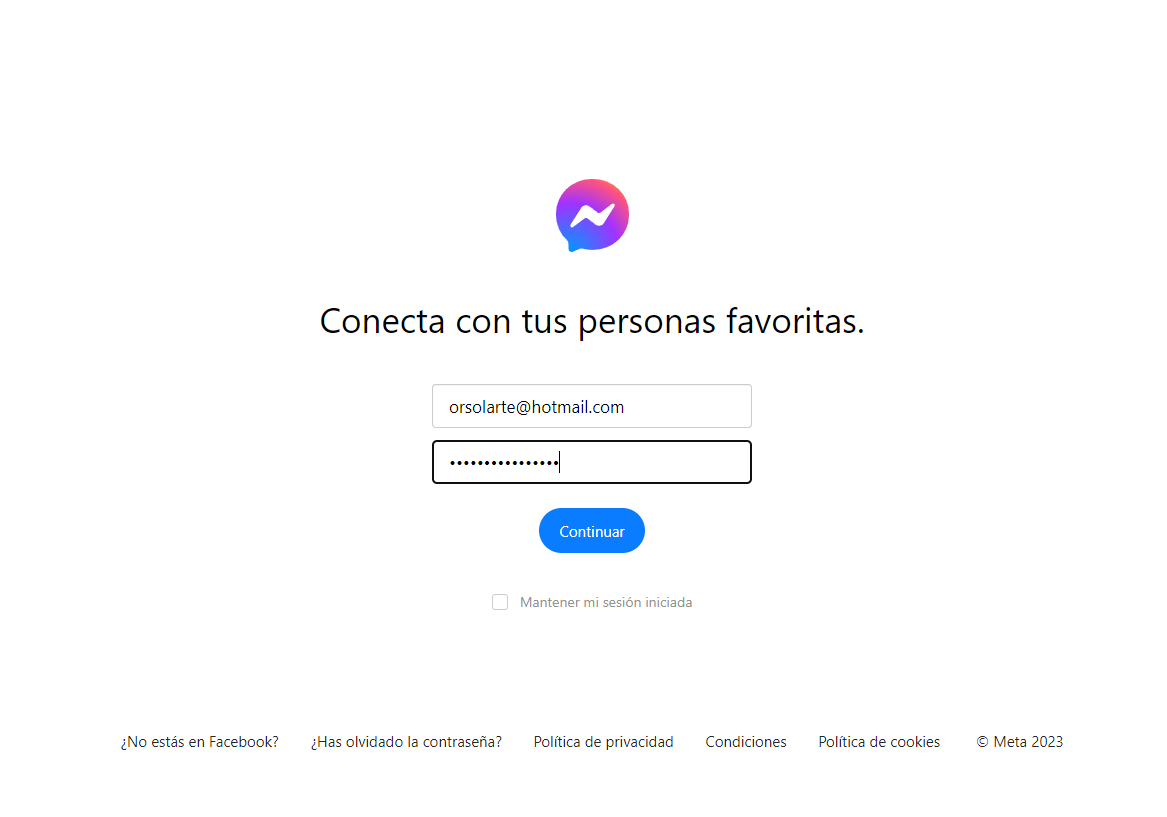 Conecta con tus personas favoritas.
orsolarte@hotmail.com
••••••••••••••••
Continuar
Mantener mi sesión iniciada
¿No estás en Facebook? ¿Has olvidado la contraseña? Política de privacidad Condiciones Política de cookies © Meta 2023